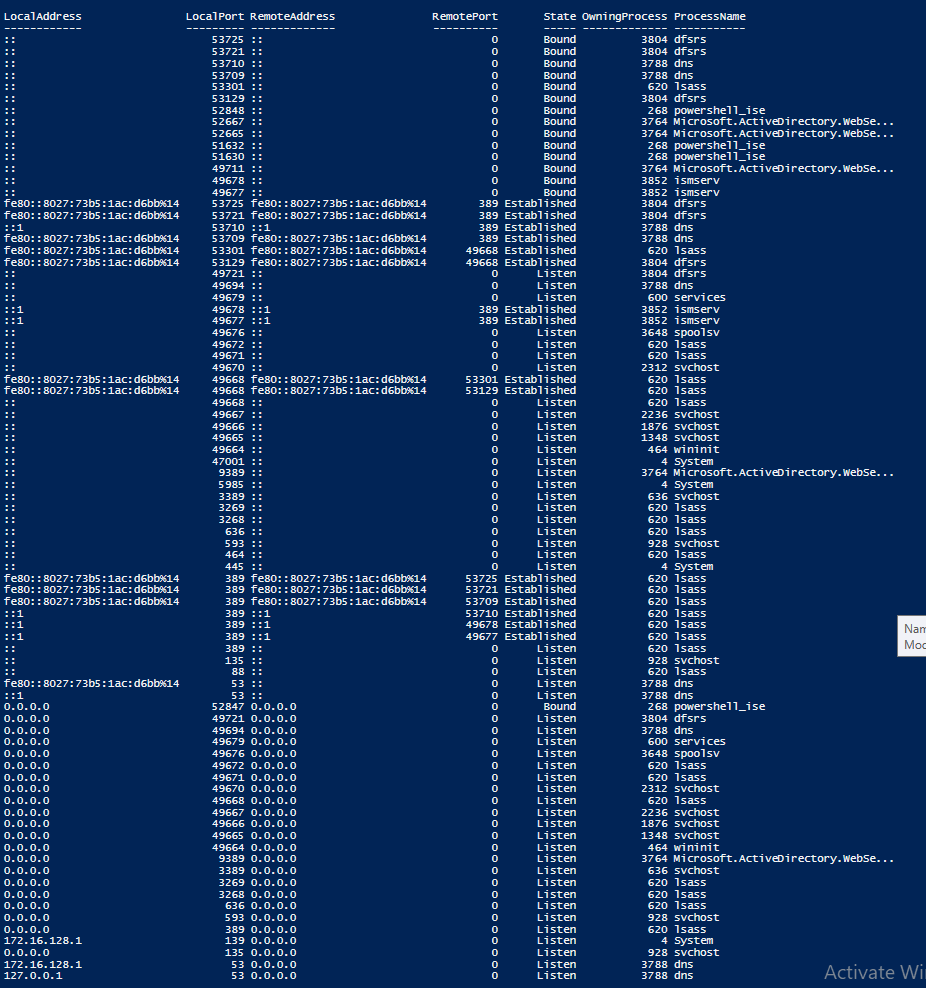 LocalAddress LocalPort RemoteAddress RemotePort State OwningProcess ProcessName
------------ --------- ------------- ---------- ----- ------------- -----------
:: 53725 :: 0 Bound 3804 dfsrs
:: 53721 :: 0 Bound 3804 dfsrs
:: 53710 :: 0 Bound 3788 dns
:: 53709 :: 0 Bound 3788 dns
:: 53301 :: 0 Bound 620 lsass
:: 53129 :: 0 Bound 3804 dfsrs
:: 52848 :: 0 Bound 268 powershell_ise
:: 52667 :: 0 Bound 3764 Microsoft.ActiveDirectory.WebSe...
:: 52665 :: 0 Bound 3764 Microsoft.ActiveDirectory.WebSe...
:: 51632 :: 0 Bound 268 powershell_ise
:: 51630 :: 0 Bound 268 powershell_ise
:: 49711 :: 0 Bound 3764 Microsoft.ActiveDirectory.WebSe...
:: 49678 :: 0 Bound 3852 ismserv
:: 49677 :: 0 Bound 3852 ismserv
fe80::8027:73b5:1ac:d6bb%14 53725 fe80::8027:73b5:1ac:d6bb%14 389 Established 3804 dfsrs
fe80::8027:73b5:1ac:d6bb%14 53721 fe80::8027:73b5:1ac:d6bb%14 389 Established 3804 dfsrs
::1 53710 ::1 389 Established 3788 dns
fe80::8027:73b5:1ac:d6bb%14 53709 fe80::8027:73b5:1ac:d6bb%14 389 Established 3788 dns
fe80::8027:73b5:1ac:d6bb%14 53301 fe80::8027:73b5:1ac:d6bb%14 49668 Established 620 lsass
fe80::8027:73b5:1ac:d6bb%14 53129 fe80::8027:73b5:1ac:d6bb%14 49668 Established 3804 dfsrs
:: 49721 :: 0 Listen 3804 dfsrs
:: 49694 :: 0 Listen 3788 dns
:: 49679 :: 0 Listen 600 services
::1 49678 ::1 389 Established 3852 ismserv
::1 49677 ::1 389 Established 3852 ismserv
:: 49676 :: 0 Listen 3648 spoolsv
:: 49672 :: 0 Listen 620 lsass
:: 49671 :: 0 Listen 620 lsass
:: 49670 :: 0 Listen 2312 svchost
fe80::8027:73b5:1ac:d6bb%14 49668 fe80::8027:73b5:1ac:d6bb%14 53301 Established 620 lsass
fe80::8027:73b5:1ac:d6bb%14 49668 fe80::8027:73b5:1ac:d6bb%14 53129 Established 620 lsass
:: 49668 :: 0 Listen 620 lsass
:: 49667 :: 0 Listen 2236 svchost
:: 49666 :: 0 Listen 1876 svchost
:: 49665 :: 0 Listen 1348 svchost
:: 49664 :: 0 Listen 464 wininit
:: 47001 :: 0 Listen 4 System
:: 9389 :: 0 Listen 3764 Microsoft.ActiveDirectory.WebSe...
:: 5985 :: 0 Listen 4 System
:: 3389 :: 0 Listen 636 svchost
:: 3269 :: 0 Listen 620 lsass
:: 3268 :: 0 Listen 620 lsass
:: 636 :: 0 Listen 620 lsass
:: 593 :: 0 Listen 928 svchost
:: 464 :: 0 Listen 620 lsass
:: 445 :: 0 Listen 4 System
fe80::8027:73b5:1ac:d6bb%14 389 fe80::8027:73b5:1ac:d6bb%14 53725 Established 620 lsass
fe80::8027:73b5:1ac:d6bb%14 389 fe80::8027:73b5:1ac:d6bb%14 53721 Established 620 lsass
fe80::8027:73b5:1ac:d6bb%14 389 fe80::8027:73b5:1ac:d6bb%14 53709 Established 620 lsass
::1 389 ::1 53710 Established 620 lsass
::1 389 ::1 49678 Established 620 lsass
::1 389 ::1 49677 Established 620 lsass
:: 389 :: 0 Listen 620 lsass
:: 135 :: 0 Listen 928 svchost
:: 88 :: 0 Listen 620 lsass
fe80::8027:73b5:1ac:d6bb%14 53 :: 0 Listen 3788 dns
::1 53 :: 0 Listen 3788 dns
0.0.0.0 52847 0.0.0.0 0 Bound 268 powershell_ise
0.0.0.0 49721 0.0.0.0 0 Listen 3804 dfsrs
0.0.0.0 49694 0.0.0.0 0 Listen 3788 dns
0.0.0.0 49679 0.0.0.0 0 Listen 600 services
0.0.0.0 49676 0.0.0.0 0 Listen 3648 spoolsv
0.0.0.0 49672 0.0.0.0 0 Listen 620 lsass
0.0.0.0 49671 0.0.0.0 0 Listen 620 lsass
0.0.0.0 49670 0.0.0.0 0 Listen 2312 svchost
0.0.0.0 49668 0.0.0.0 0 Listen 620 lsass
0.0.0.0 49667 0.0.0.0 0 Listen 2236 svchost
0.0.0.0 49666 0.0.0.0 0 Listen 1876 svchost
0.0.0.0 49665 0.0.0.0 0 Listen 1348 svchost
0.0.0.0 49664 0.0.0.0 0 Listen 464 wininit
0.0.0.0 9389 0.0.0.0 0 Listen 3764 Microsoft.ActiveDirectory.WebSe...
0.0.0.0 3389 0.0.0.0 0 Listen 636 svchost
0.0.0.0 3269 0.0.0.0 0 Listen 620 lsass
0.0.0.0 3268 0.0.0.0 0 Listen 620 lsass
0.0.0.0 636 0.0.0.0 0 Listen 620 lsass
0.0.0.0 593 0.0.0.0 0 Listen 928 svchost
0.0.0.0 389 0.0.0.0 0 Listen 620 lsass
172.16.128.1 139 0.0.0.0 0 Listen 4 System
0.0.0.0 135 0.0.0.0 0 Listen 928 svchost
172.16.128.1 53 0.0.0.0 0 Listen 3788 dns
127.0.0.1 53 0.0.0.0 0 Listen 3788 dns
Nam
Moc
Activate Wi